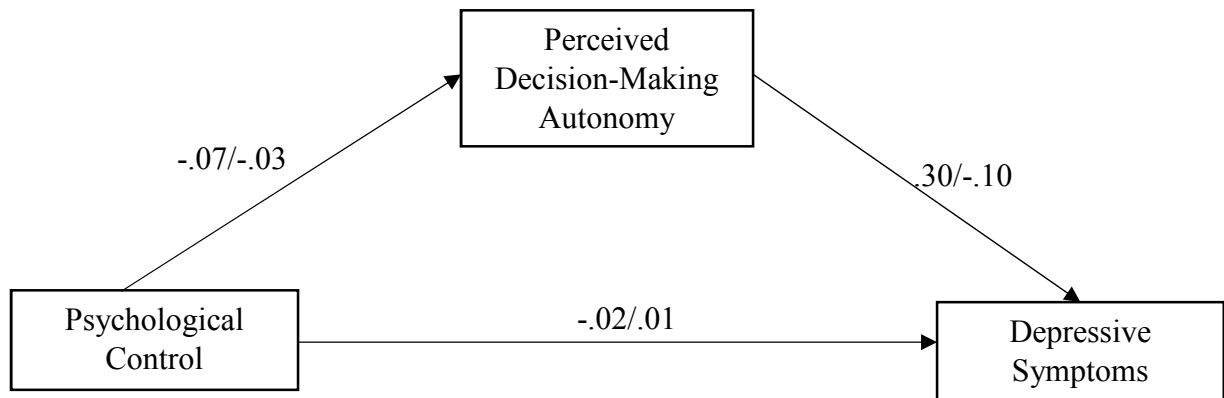 Perceived
Decision-Making
Autonomy
-.07/-.03
.30/-.10
Psychological
Control
-.02/.01
Depressive
Symptoms